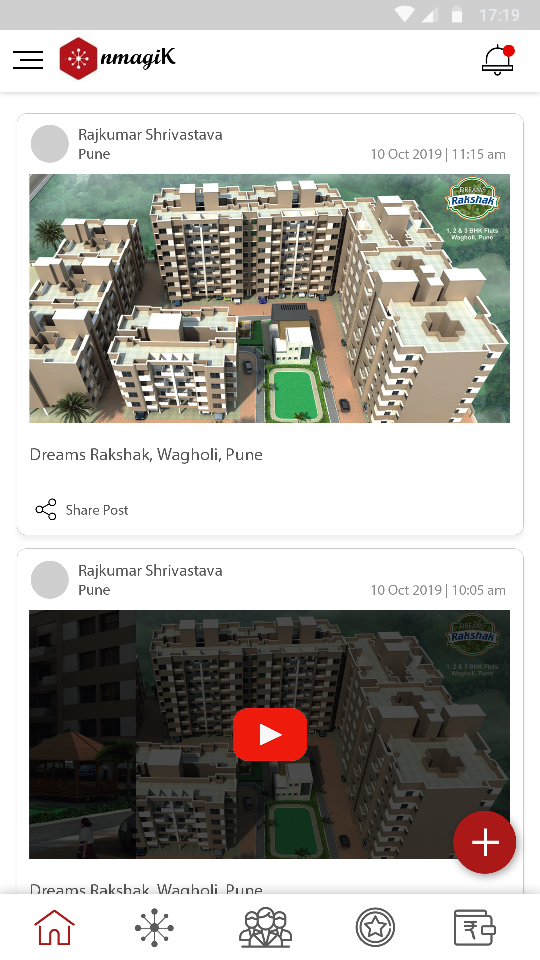 17:19
nmagiK
Rajkumar Shrivastava
Pune
10 Oct 2019 | 11:15 am
DREAMS
Rakshak
1, 2 & 3 BHK Flats
Wagholi, Pune
Dreams Rakshak, Wagholi, Pune
Share Post
Rajkumar Shrivastava
Pune
10 Oct 2019 | 10:05 am
DREAMS
Rakshak
1, 2 & 3 BHK Flats
Wagholi, Pune
Dreams Rakshak, Wagholi, Pune
₹